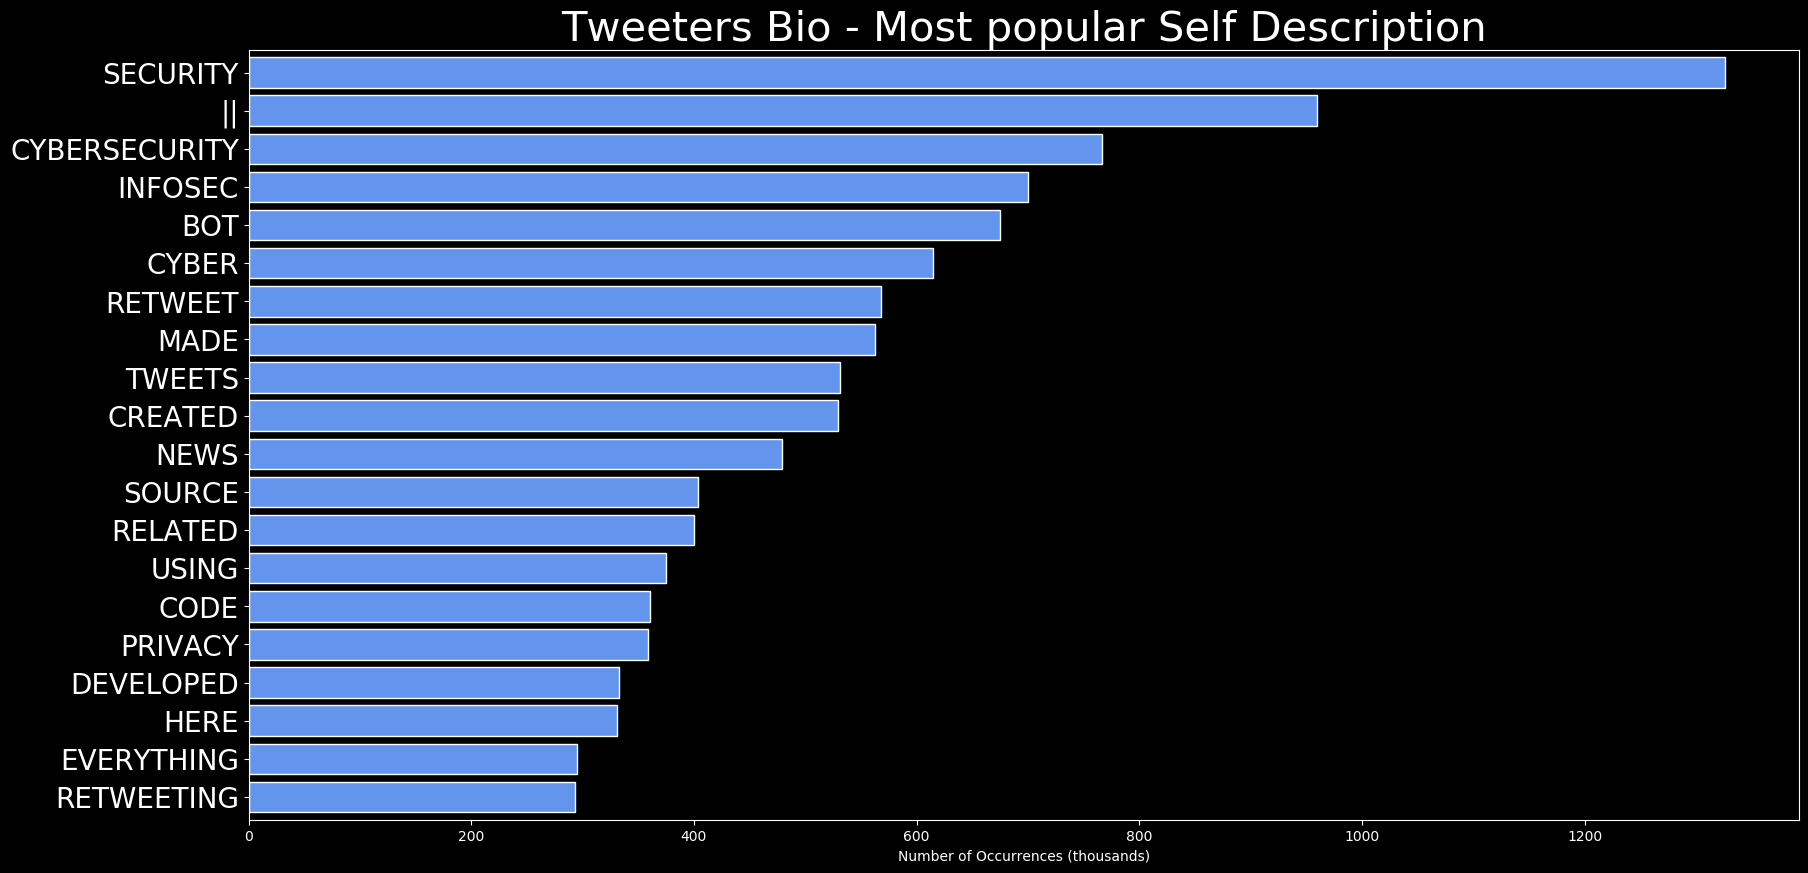 Tweeters Bio - Most popular Self Description
SECURITY
||
CYBERSECURITY
INFOSEC
BOT
CYBER
RETWEET
MADE
TWEETS
CREATED
NEWS
SOURCE
RELATED
USING
CODE
PRIVACY
DEVELOPED
HERE
EVERYTHING
RETWEETING
0 200 400 600 800 1000 1200
Number of Occurrences (thousands)